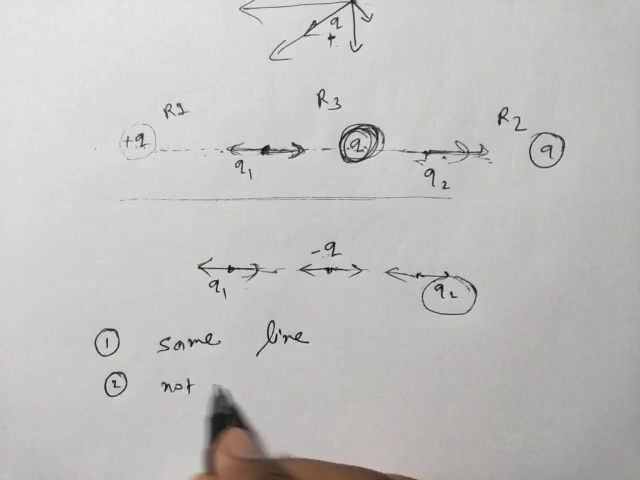 q
+
R1 R3 R2
+q q q
q1 q2
-q
q1 q2
1 same line
2 not